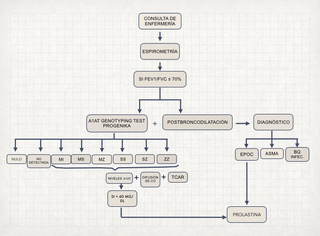 CONSULTA DE
ENFERMERÍA
ESPIROMETRÍA
SI FEV1/FVC ≤ 70%
A1AT GENOTYPING TEST
PROGENIKA
+
POSTBRONCODILATACIÓN
DIAGNÓSTICO
NULO
NO
DETECTADA
MI
MS
MZ
SS
SZ
ZZ
EPOC
ASMA
BQ
INFEC.
NIVELES A1AT
+
DIFUSIÓN
DE CO
+
TCAR
SI < 60 MG/
DL
PROLASTINA